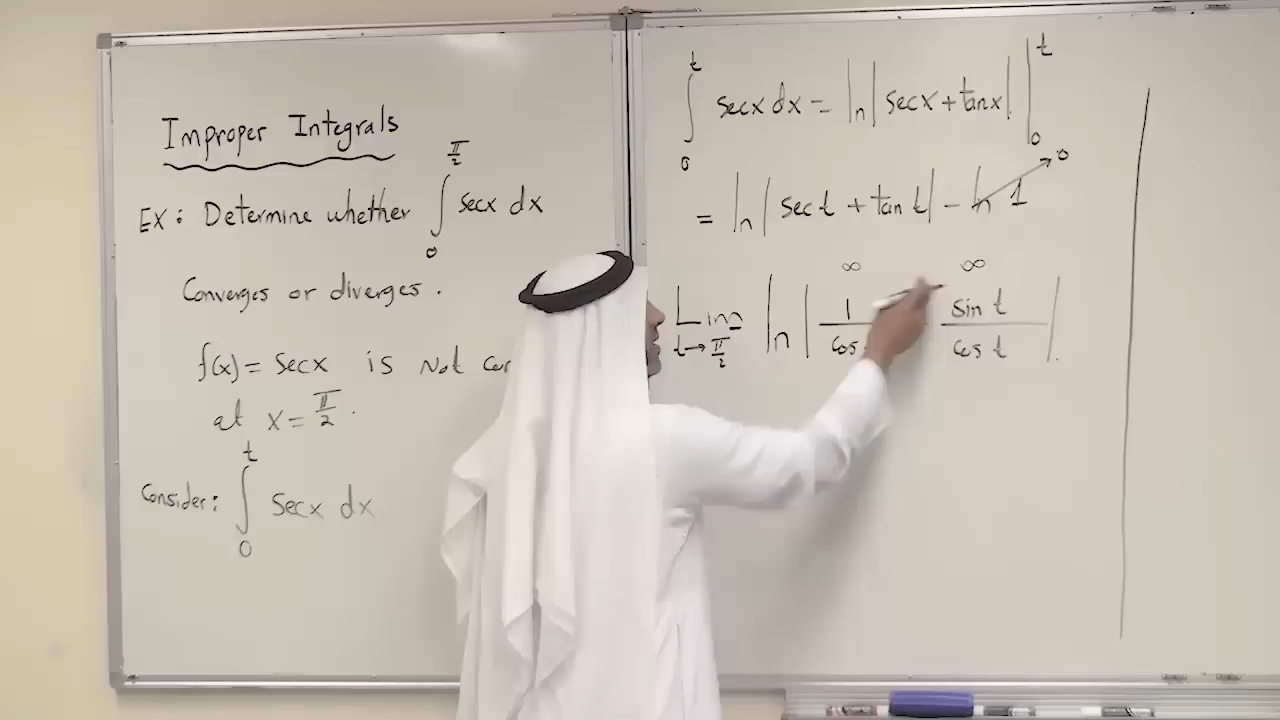 Improper Integrals
EX: Determine whether ∫₀^(π/2) secx dx
Converges or diverges.
f(x) = secx is Not
at x = π/2.
Consider: ∫₀^t secx dx
∫₀^t secx dx = ln|secx + tanx| |₀^t
= ln|sec t + tan t| - ln 1 → 0
∞ ∞
Lim t→π/2 ln| 1/cos sin t/cos t |.